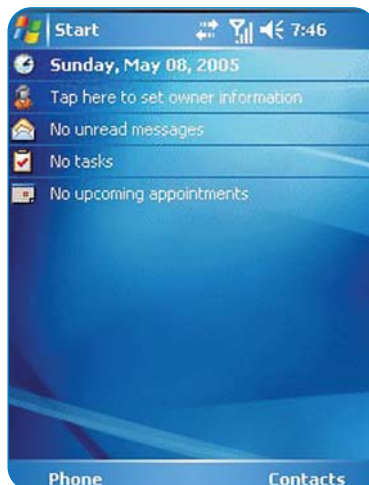 Start 7:46
Sunday, May 08, 2005
Tap here to set owner information
No unread messages
No tasks
No upcoming appointments
Phone Contacts